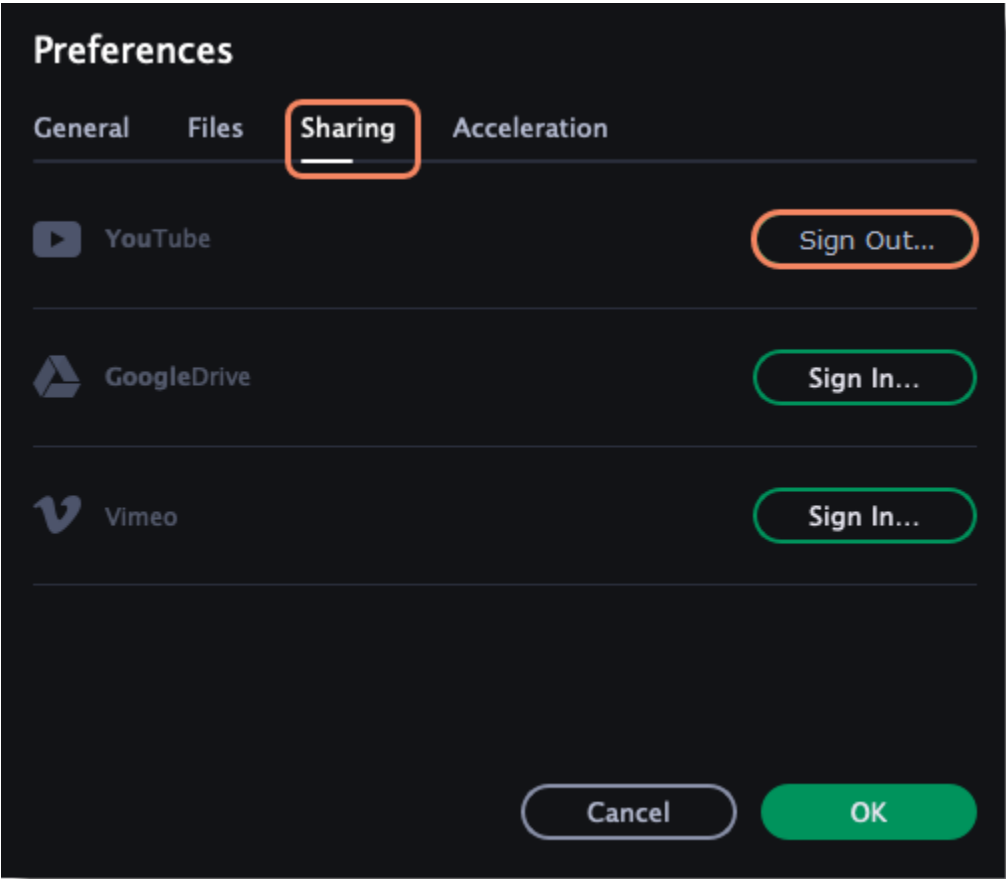 Preferences
General Files Sharing Acceleration
YouTube Sign Out...
GoogleDrive Sign In...
Vimeo Sign In...
Cancel OK